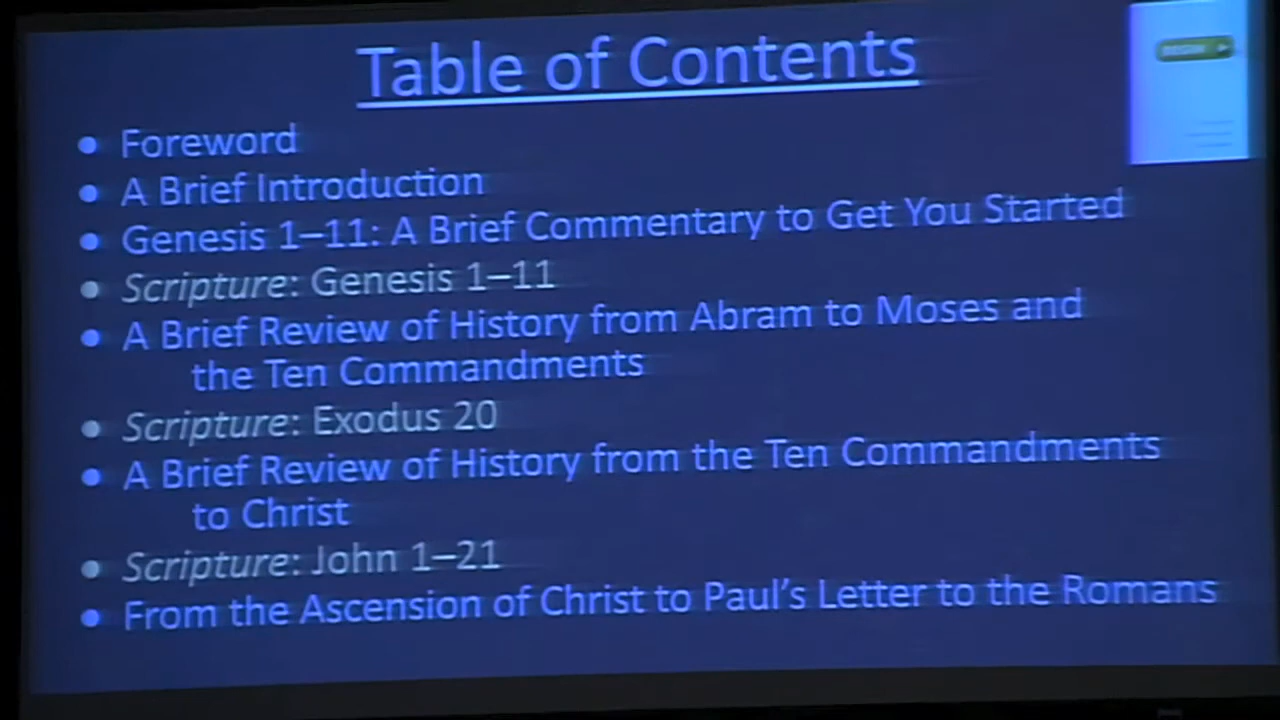 Table of Contents
• Foreword
• A Brief Introduction
• Genesis 1–11: A Brief Commentary to Get You Started
• Scripture: Genesis 1–11
• A Brief Review of History from Abram to Moses and
the Ten Commandments
• Scripture: Exodus 20
• A Brief Review of History from the Ten Commandments
to Christ
• Scripture: John 1–21
• From the Ascension of Christ to Paul's Letter to the Romans